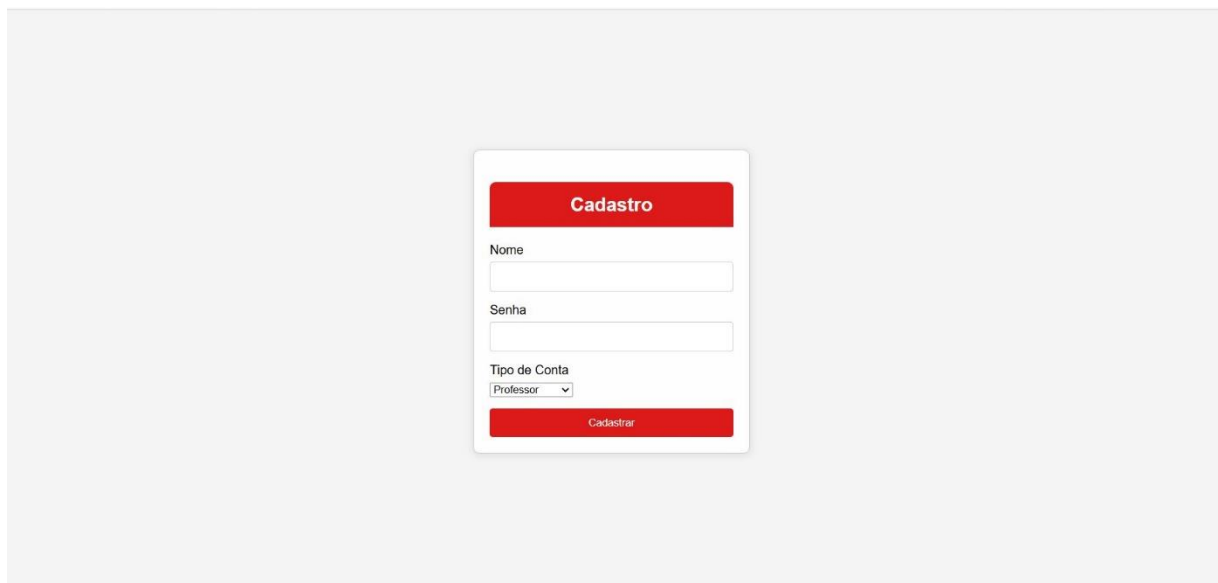 Cadastro
Nome
Senha
Tipo de Conta
Professor
Cadastrar